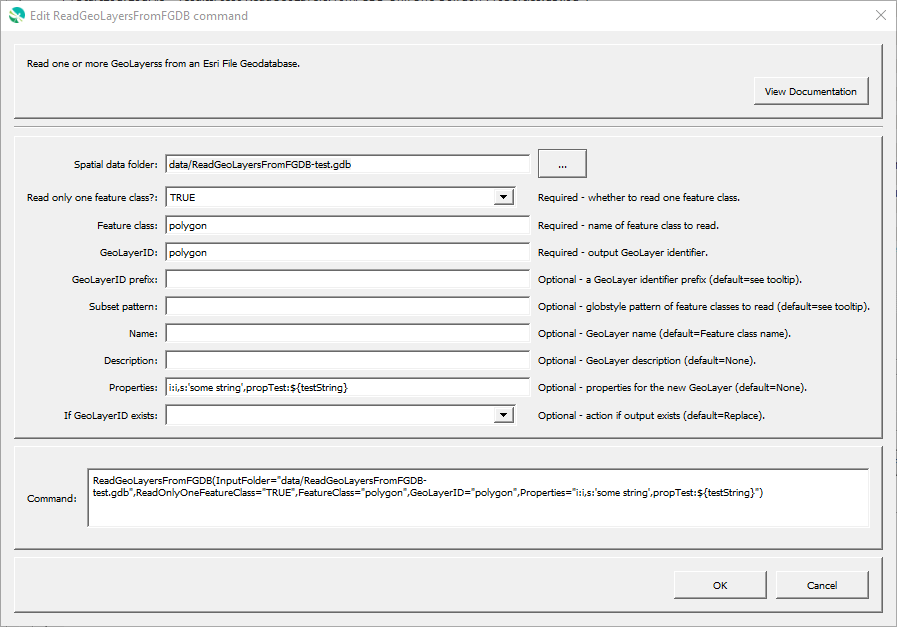 Edit ReadGeoLayersFromFGDB command
Read one or more GeoLayerss from an Esri File Geodatabase.
View Documentation
Spatial data folder: data/ReadGeoLayersFromFGDB-test.gdb ...
Read only one feature class?: TRUE Required - whether to read one feature class.
Feature class: polygon Required - name of feature class to read.
GeoLayerID: polygon Required - output GeoLayer identifier.
GeoLayerID prefix: Optional - a GeoLayer identifier prefix (default=see tooltip).
Subset pattern: Optional - globstyle pattern of feature classes to read (default=see tooltip).
Name: Optional - GeoLayer name (default=Feature class name).
Description: Optional - GeoLayer description (default=None).
Properties: i:i,s:'some string',propTest:${testString} Optional - properties for the new GeoLayer (default=None).
If GeoLayerID exists: Optional - action if output exists (default=Replace).
Command: ReadGeoLayersFromFGDB(InputFolder="data/ReadGeoLayersFromFGDB-
test.gdb",ReadOnlyOneFeatureClass="TRUE",FeatureClass="polygon",GeoLayerID="polygon",Properties="i:i,s:'some string',propTest:${testString}")
OK Cancel